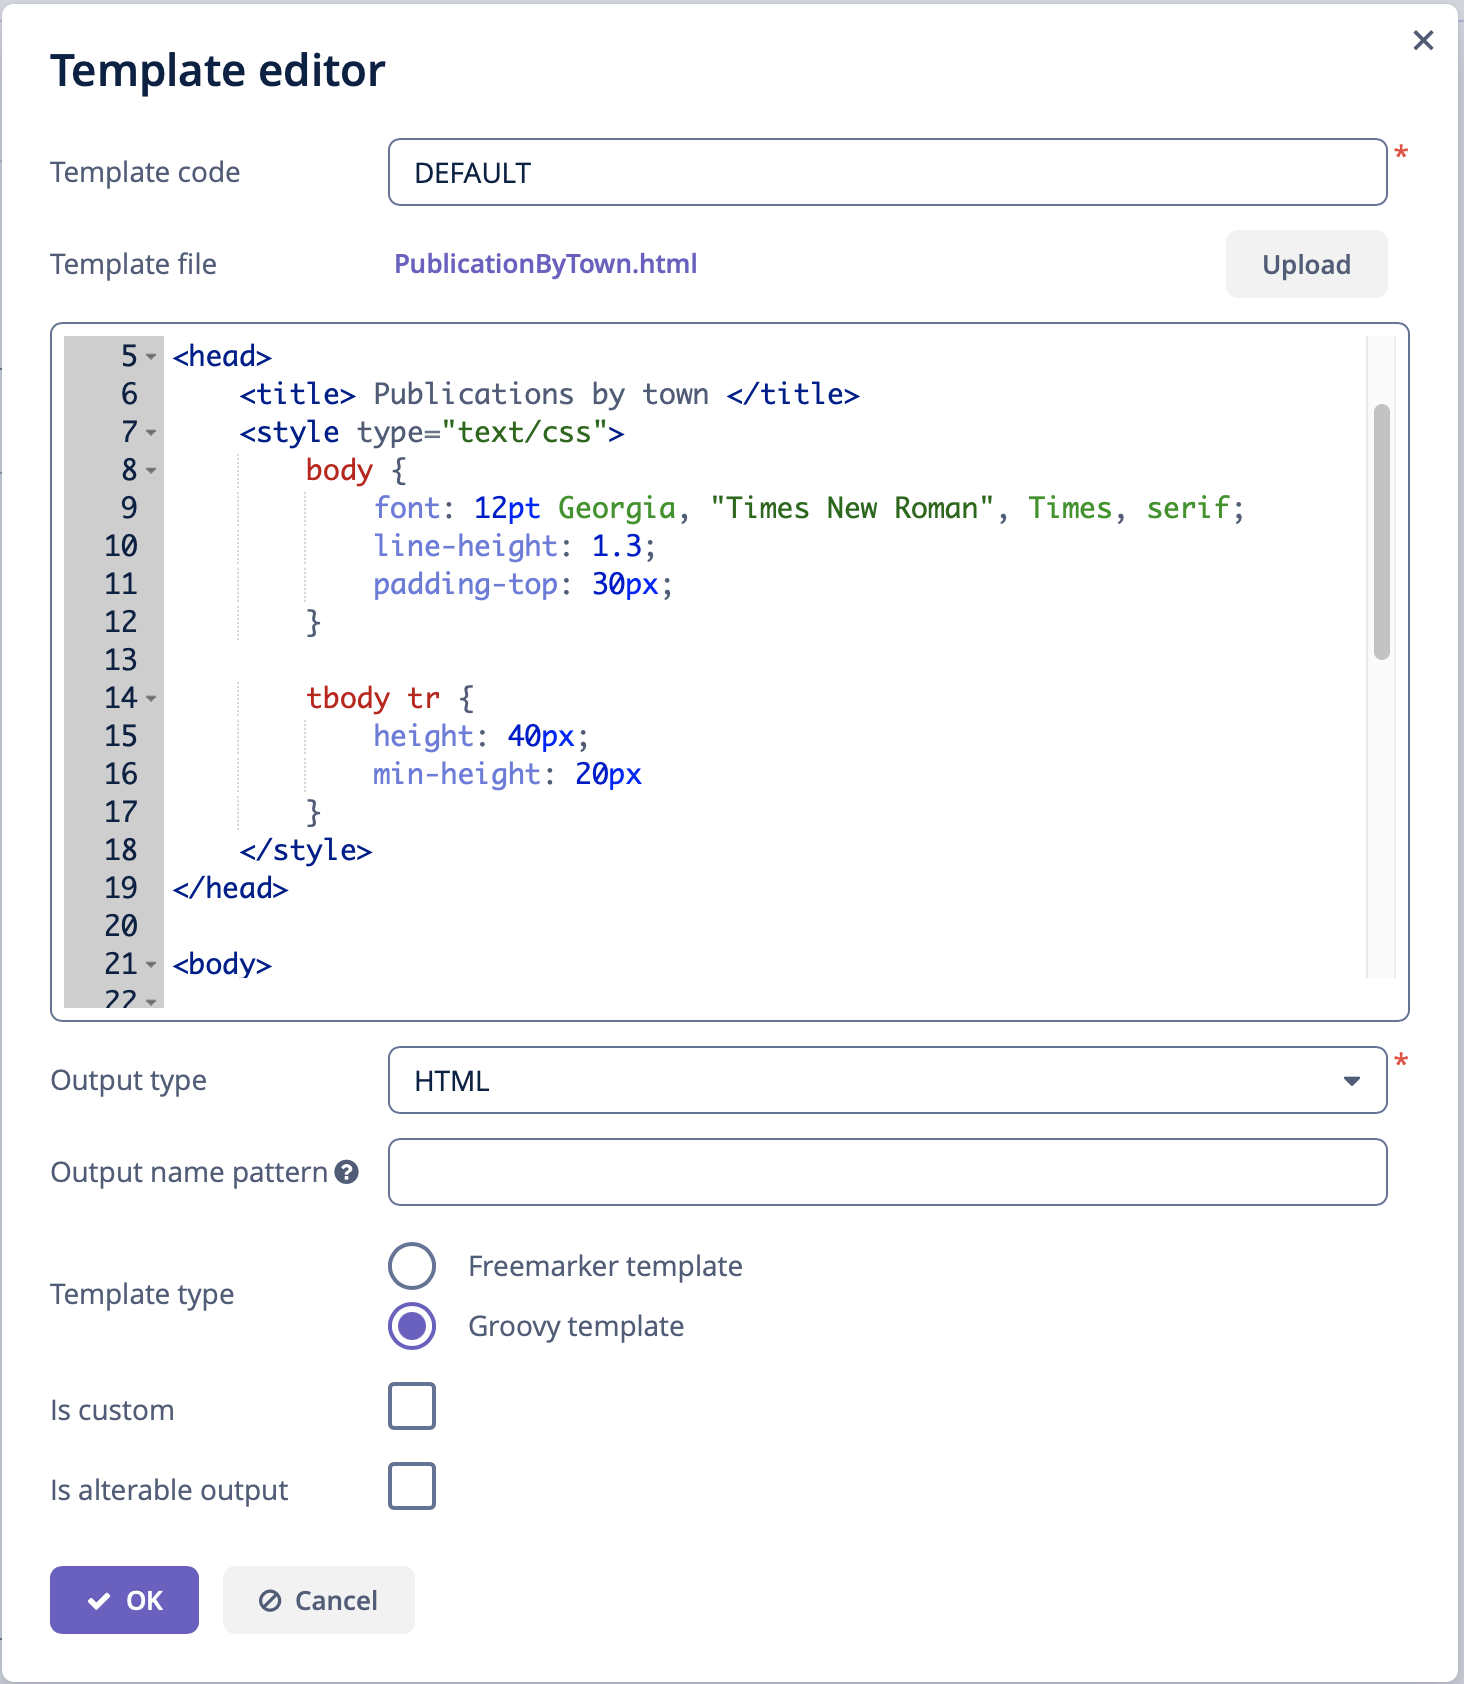 Template editor
Template code DEFAULT *
Template file PublicationByTown.html Upload
5 <head>
6 <title> Publications by town </title>
7 <style type="text/css">
8 body {
9 font: 12pt Georgia, "Times New Roman", Times, serif;
10 line-height: 1.3;
11 padding-top: 30px;
12 }
13
14 tbody tr {
15 height: 40px;
16 min-height: 20px
17 }
18 </style>
19 </head>
20
21 <body>
22
Output type HTML *
Output name pattern ?
Freemarker template
Template type
Groovy template
Is custom
Is alterable output
OK Cancel